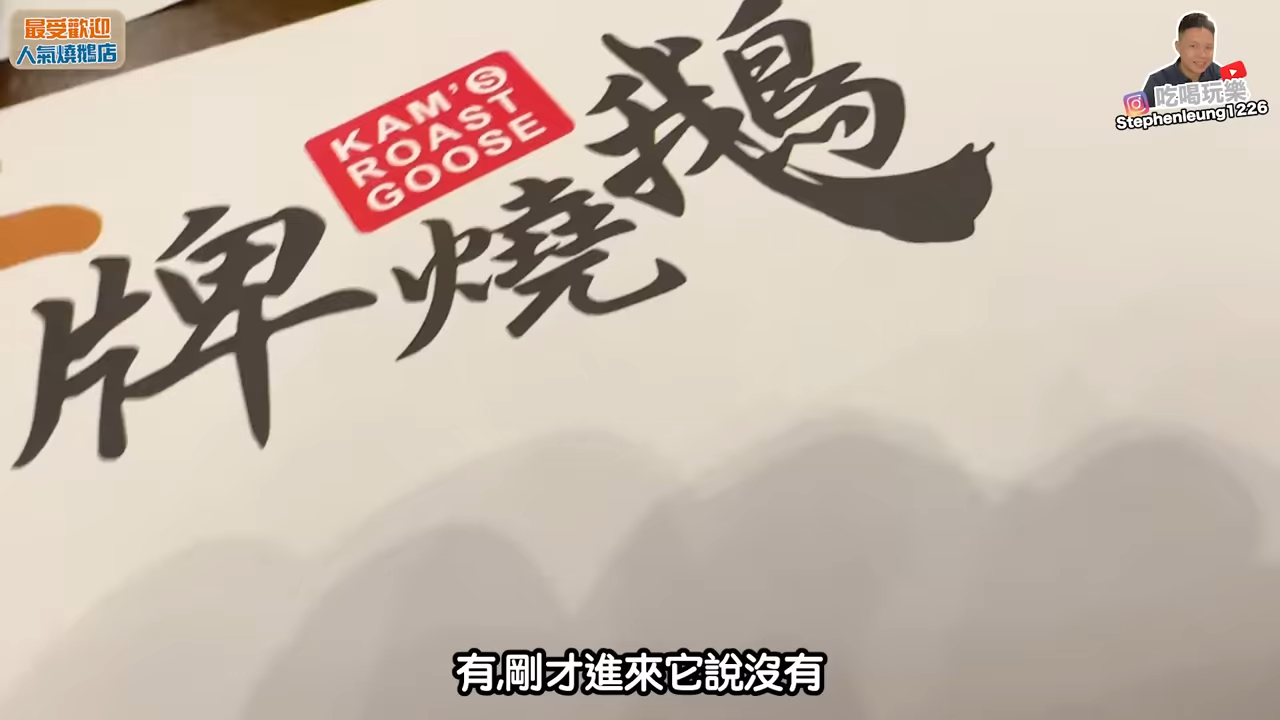 最受歡迎
人氣燒鵝店
吃喝玩樂
Stephenleung1226
KAM'S
ROAST
GOOSE
牌燒鵝
有,剛才進來它說沒有